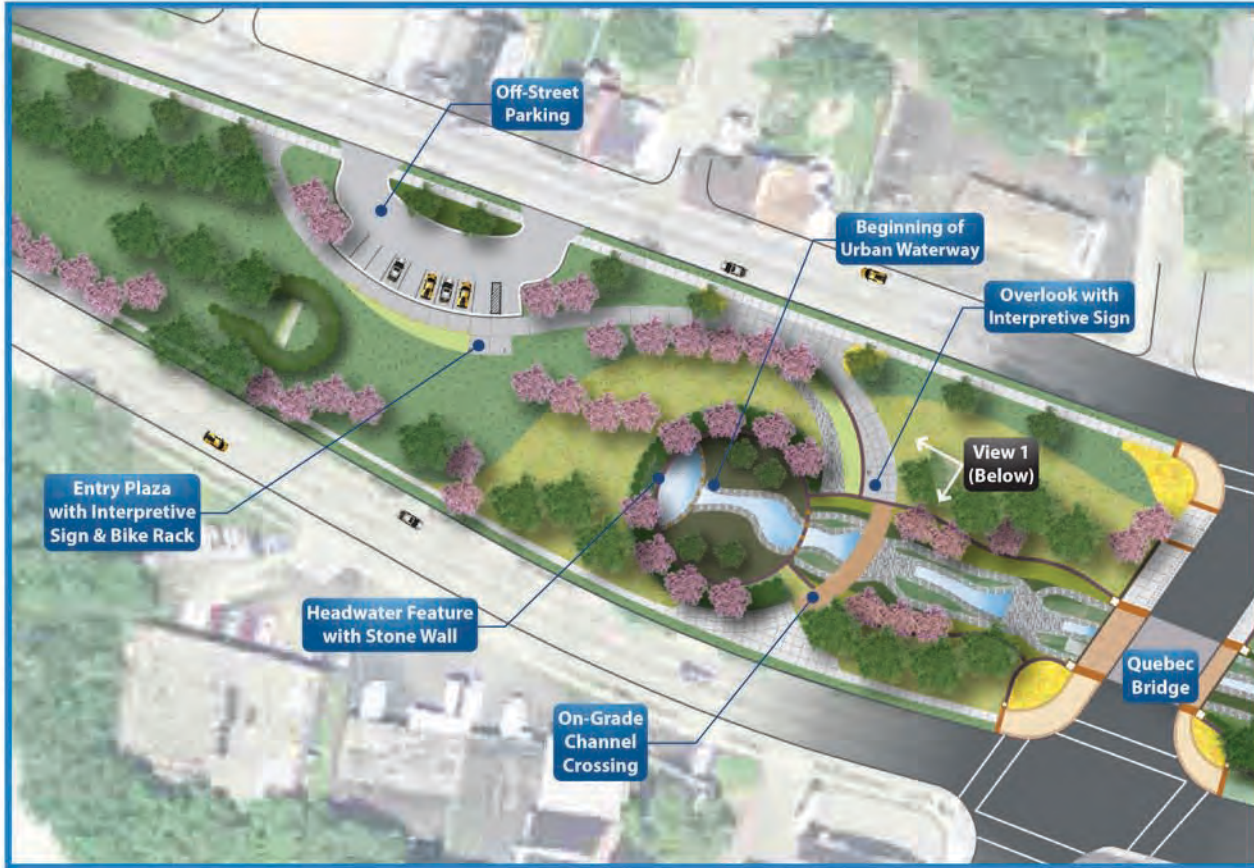 Off-Street
Parking
Beginning of
Urban Waterway
Overlook with
Interpretive Sign
View 1
(Below)
Entry Plaza
with Interpretive
Sign & Bike Rack
Headwater Feature
with Stone Wall
On-Grade
Channel
Crossing
Quebec
Bridge